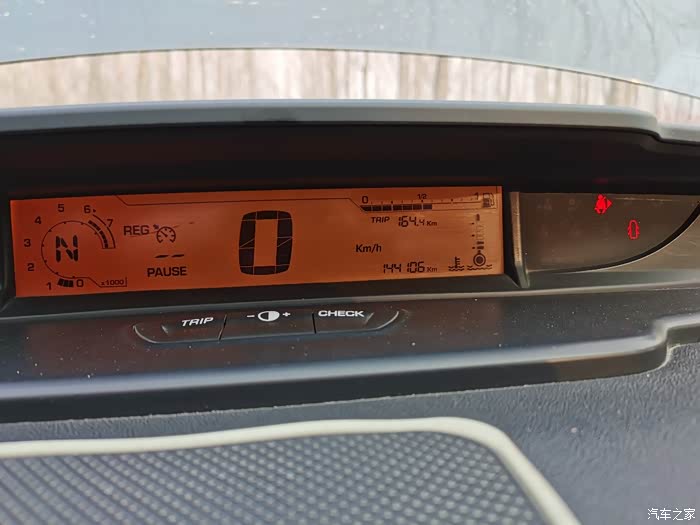 0 1/2 1
4 5 6 7
TRIP 164.4 Km
REG
3 N 0
Km/h
2 PAUSE
144106 Km
1 0 x1000
TRIP - + CHECK
汽车之家